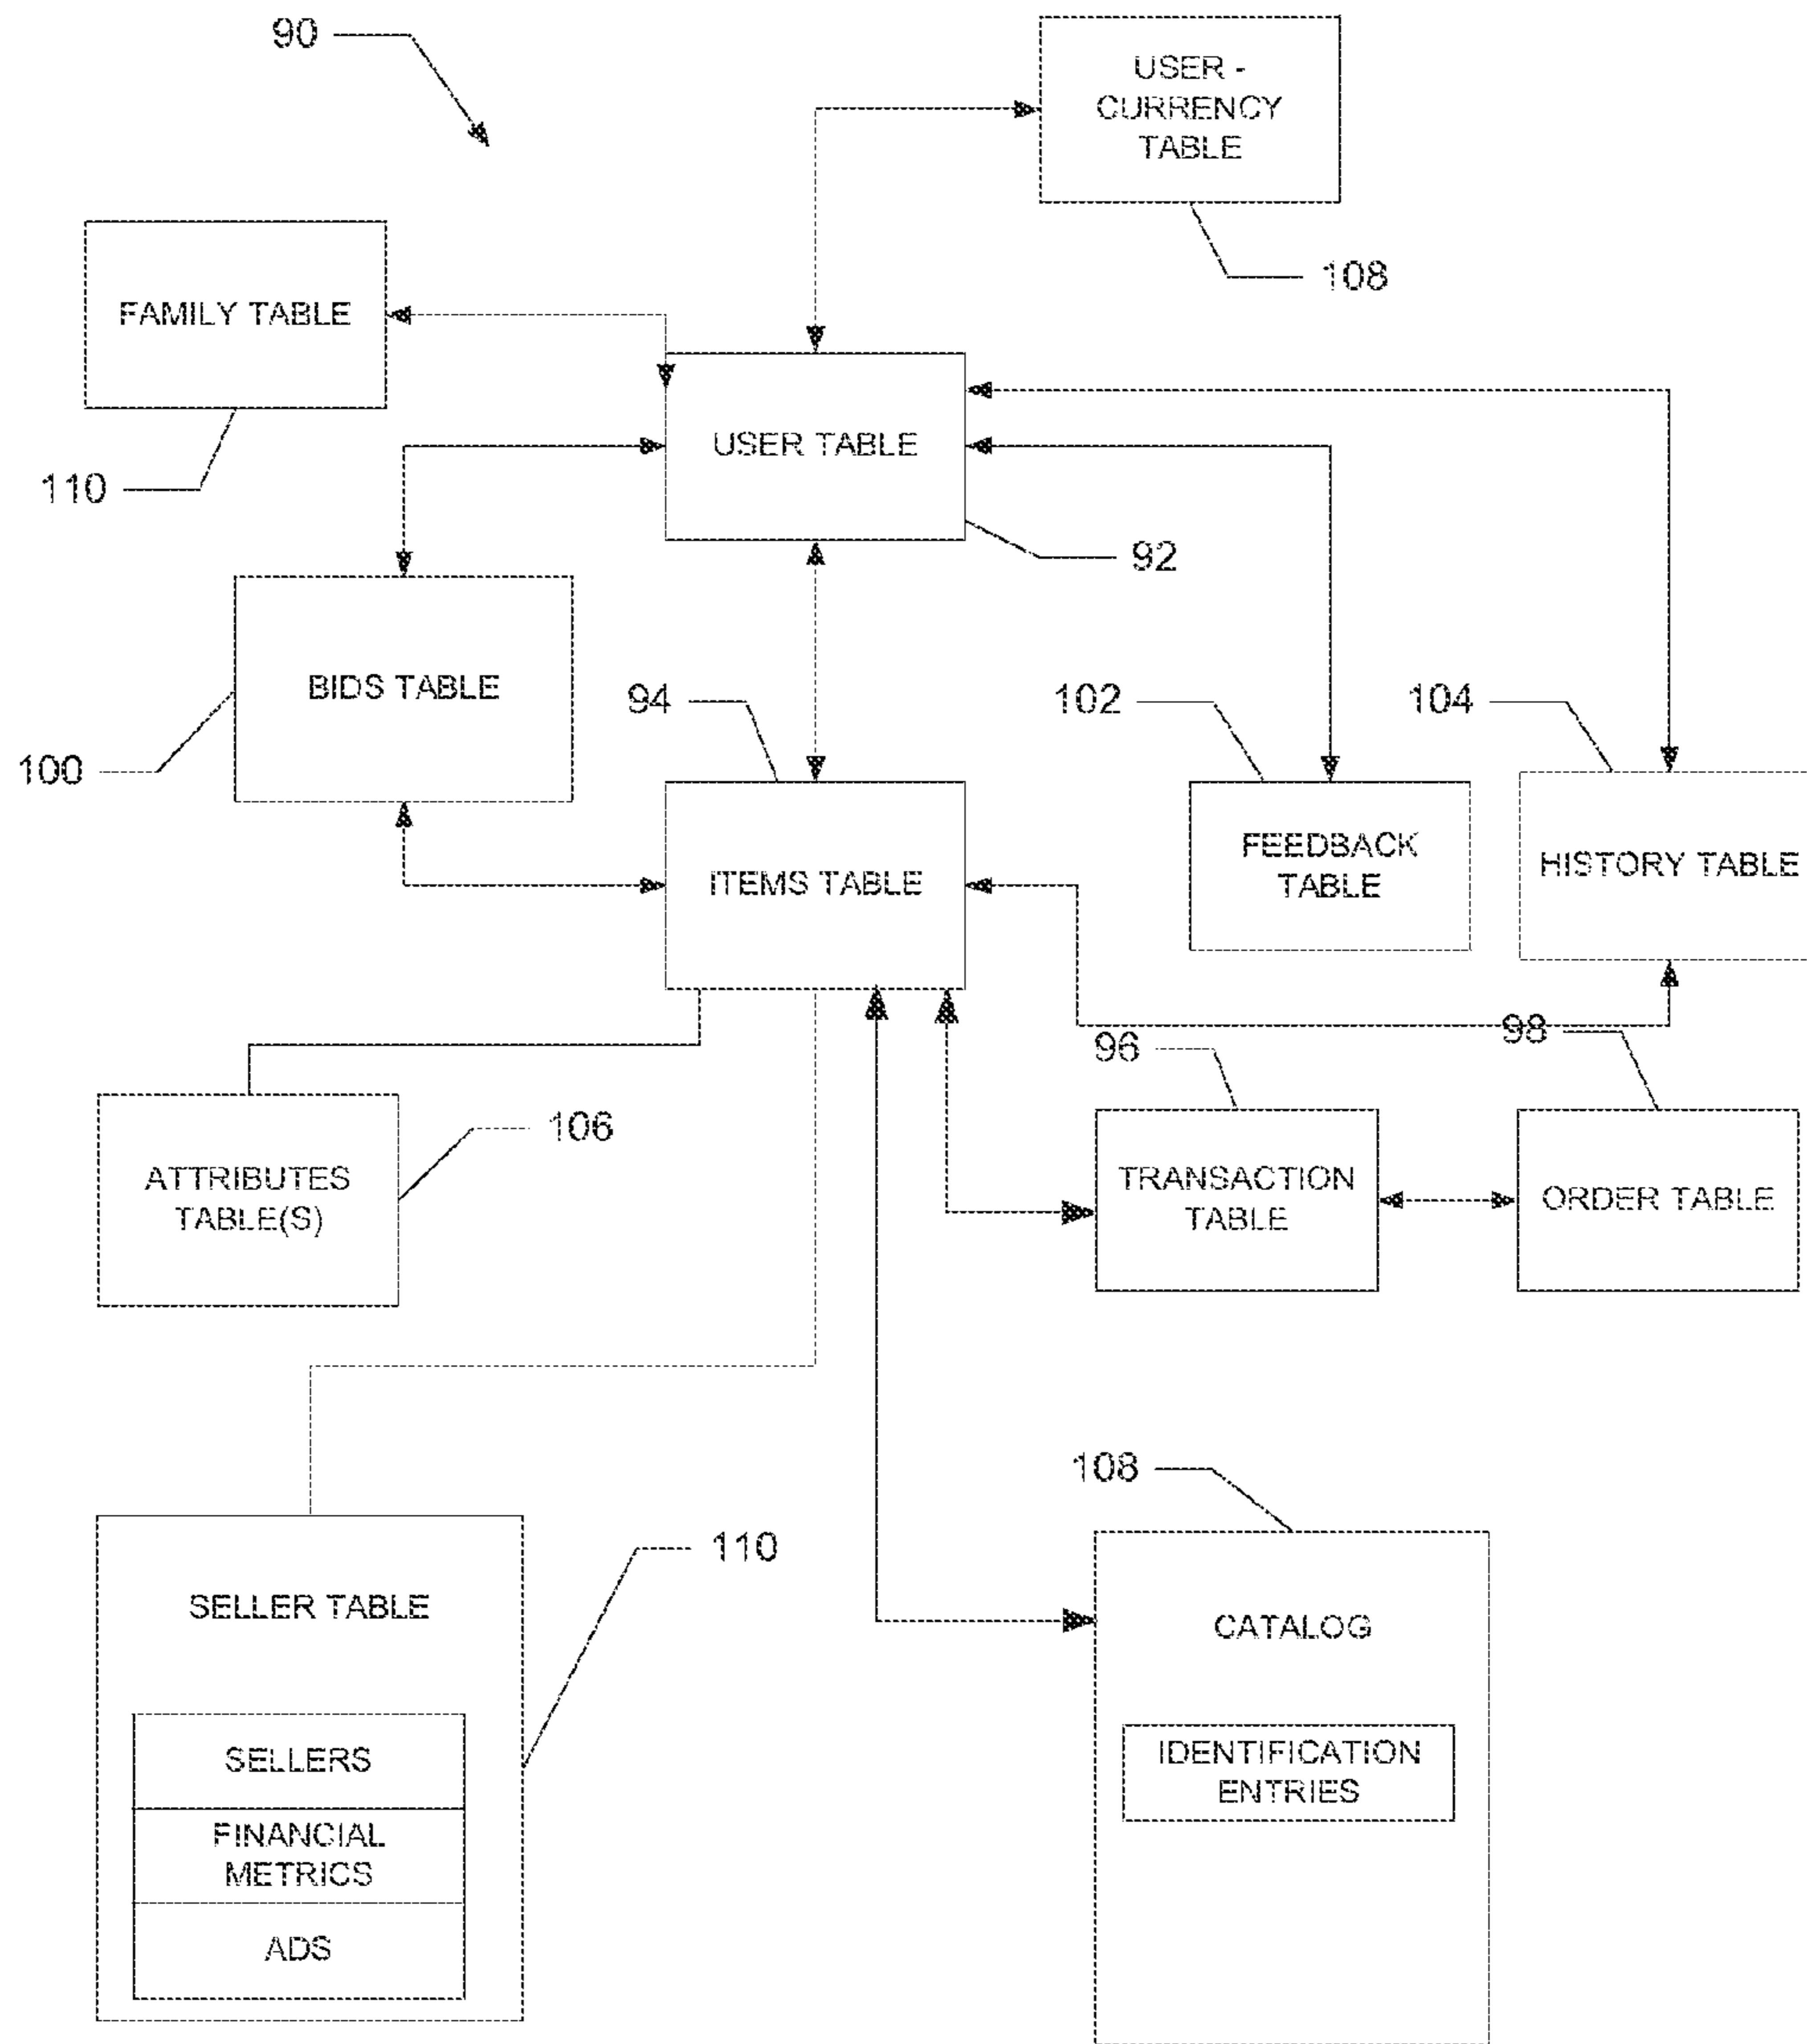 90
USER -
CURRENCY
TABLE
108
FAMILY TABLE
110
USER TABLE
92
BIDS TABLE
100
94
102
104
ITEMS TABLE
FEEDBACK
TABLE
HISTORY TABLE
96
98
ATTRIBUTES
TABLE(S)
106
TRANSACTION
TABLE
ORDER TABLE
108
110
SELLER TABLE
CATALOG
SELLERS
FINANCIAL
METRICS
ADS
IDENTIFICATION
ENTRIES